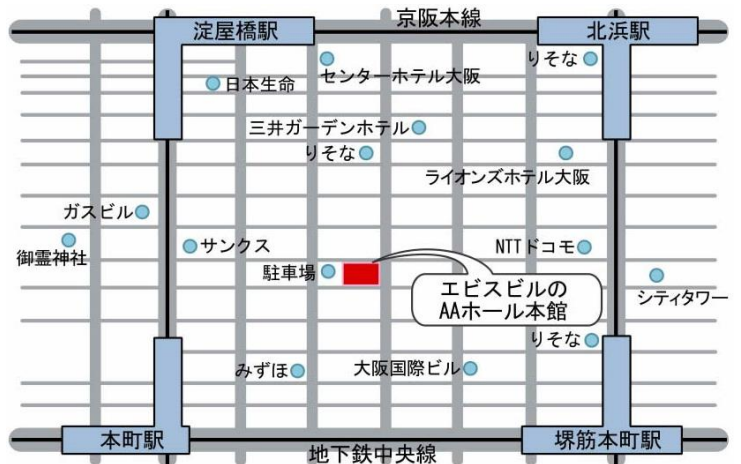 京阪本線
淀屋橋駅
北浜駅
りそな
センターホテル大阪
日本生命
三井ガーデンホテル
りそな
ライオンズホテル大阪
ガスビル
御霊神社
サンクス
NTTドコモ
駐車場
エビスビルの
AAホール本館
シティタワー
りそな
みずほ
大阪国際ビル
本町駅
堺筋本町駅
地下鉄中央線